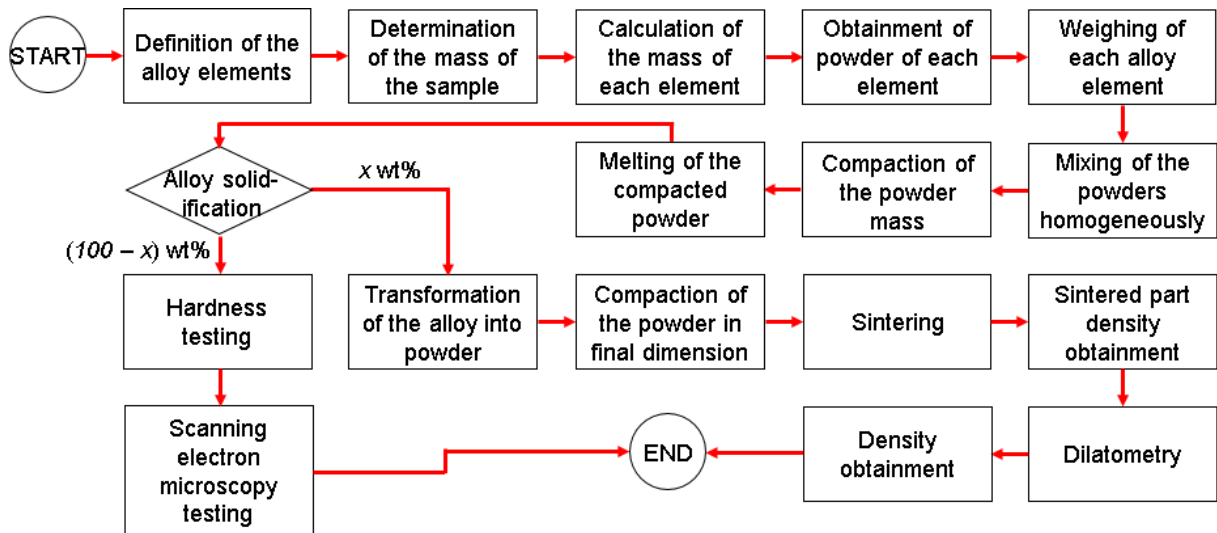 START
Definition of the
alloy elements
Determination
of the mass of
the sample
Calculation of
the mass of
each element
Obtainment of
powder of each
element
Weighing of
each alloy
element
Alloy solid-
ification
x wt%
Melting of the
compacted
powder
Compaction of
the powder
mass
Mixing of the
powders
homogeneously
(100 – x) wt%
Hardness
testing
Transformation
of the alloy into
powder
Compaction of
the powder in
final dimension
Sintering
Sintered part
density
obtainment
Scanning
electron
microscopy
testing
END
Density
obtainment
Dilatometry